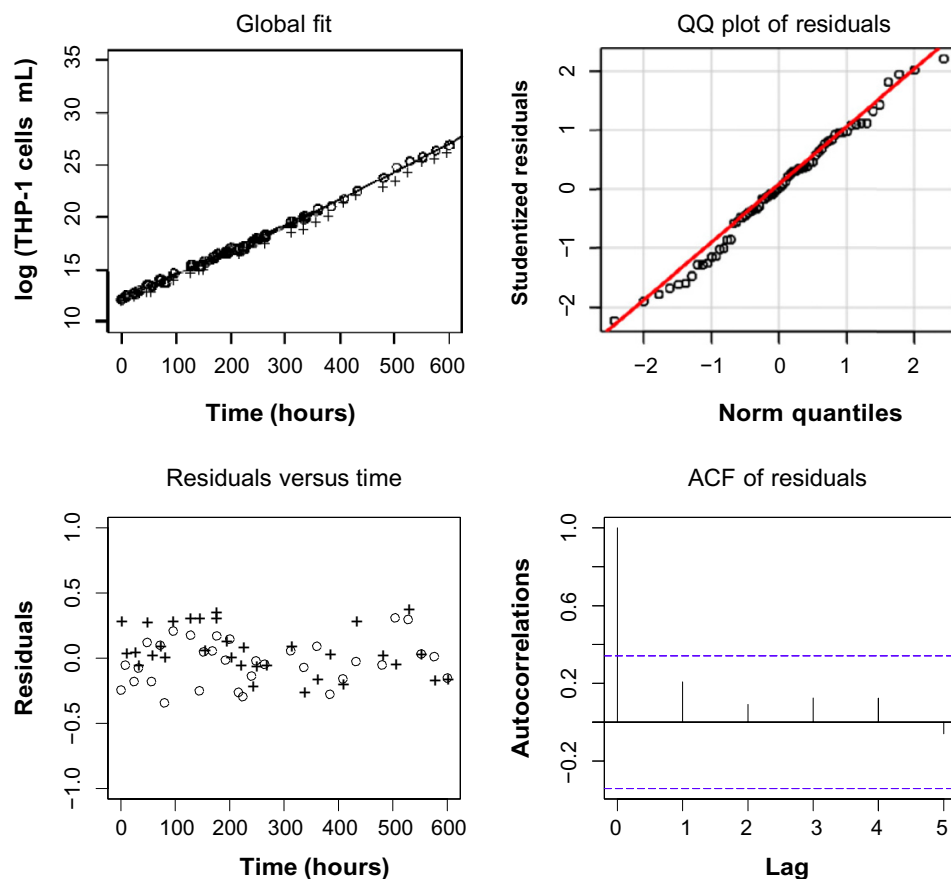 Global fit
log (THP-1 cells mL)
35
30
25
20
15
10
0 100 200 300 400 500 600
Time (hours)
QQ plot of residuals
Studentized residuals
2
1
0
−1
−2
−2 −1 0 1 2
Norm quantiles
Residuals versus time
Residuals
1.0
0.5
0.0
−0.5
−1.0
0 100 200 300 400 500 600
Time (hours)
ACF of residuals
Autocorrelations
1.0
0.6
0.2
−0.2
0 1 2 3 4 5
Lag